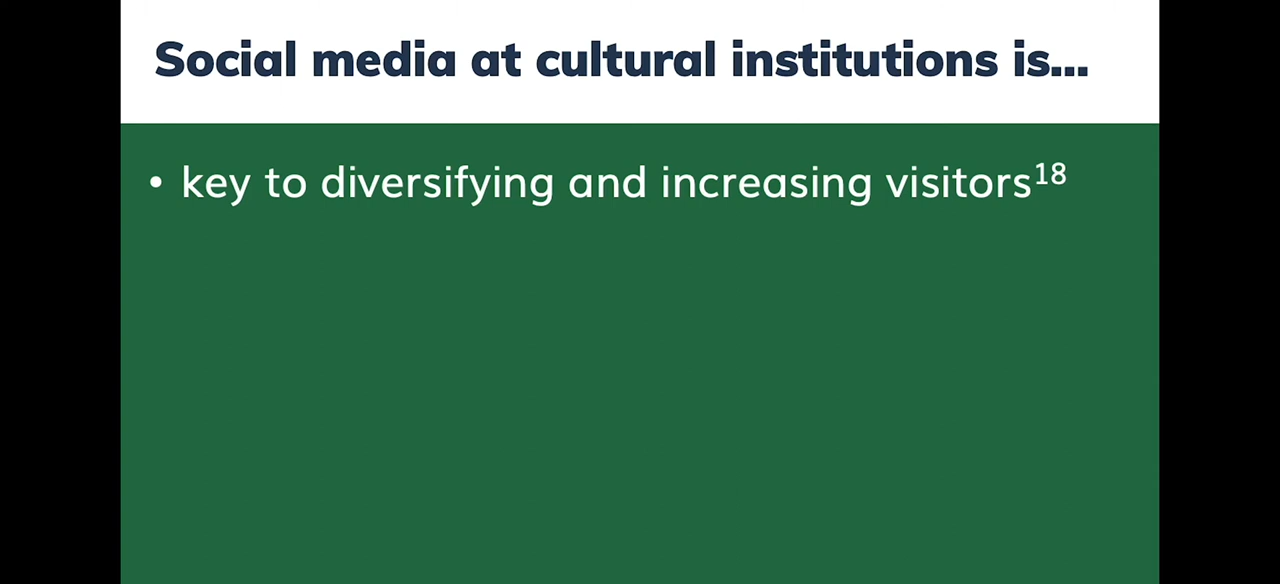 Social media at cultural institutions is...
• key to diversifying and increasing visitors¹⁸